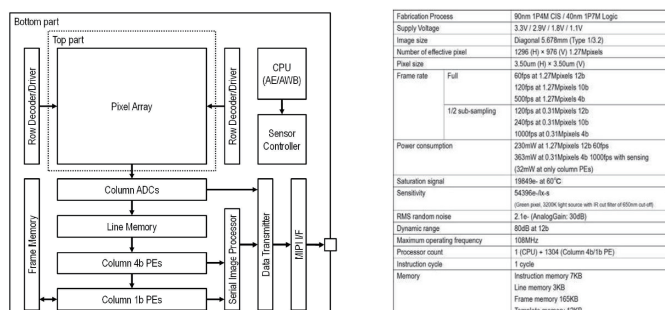 Bottom part
Top part
Row Decoder/Driver
Pixel Array
Row Decoder/Driver
CPU
(AE/AWB)
Sensor
Controller
Column ADCs
Line Memory
Column 4b PEs
Column 1b PEs
Frame Memory
Serial Image Processor
Data Transmitter
MIPI I/F
Fabrication Process 90nm 1P4M CIS / 40nm 1P7M Logic
Supply Voltage 3.3V / 2.9V / 1.8V / 1.1V
Image size Diagonal 5.678mm (Type 1/3.2)
Number of effective pixel 1296 (H) × 976 (V) 1.27Mpixels
Pixel size 3.50um (H) × 3.50um (V)
Frame rate Full 60fps at 1.27Mpixels 12b
120fps at 1.27Mpixels 10b
500fps at 1.27Mpixels 4b
1/2 sub-sampling 120fps at 0.31Mpixels 12b
240fps at 0.31Mpixels 10b
1000fps at 0.31Mpixels 4b
Power consumption 230mW at 1.27Mpixels 12b 60fps
363mW at 0.31Mpixels 4b 1000fps with sensing
(32mW at only column PEs)
Saturation signal 19849e- at 60°C
Sensitivity 54396e-/lx-s
(Green pixel, 3200K light source with IR cut filter of 650nm cut-off)
RMS random noise 2.1e- (AnalogGain: 30dB)
Dynamic range 80dB at 12b
Maximum operating frequency 108MHz
Processor count 1 (CPU) + 1304 (Column 4b/1b PE)
Instruction cycle 1 cycle
Memory Instruction memory 7KB
Line memory 3KB
Frame memory 165KB